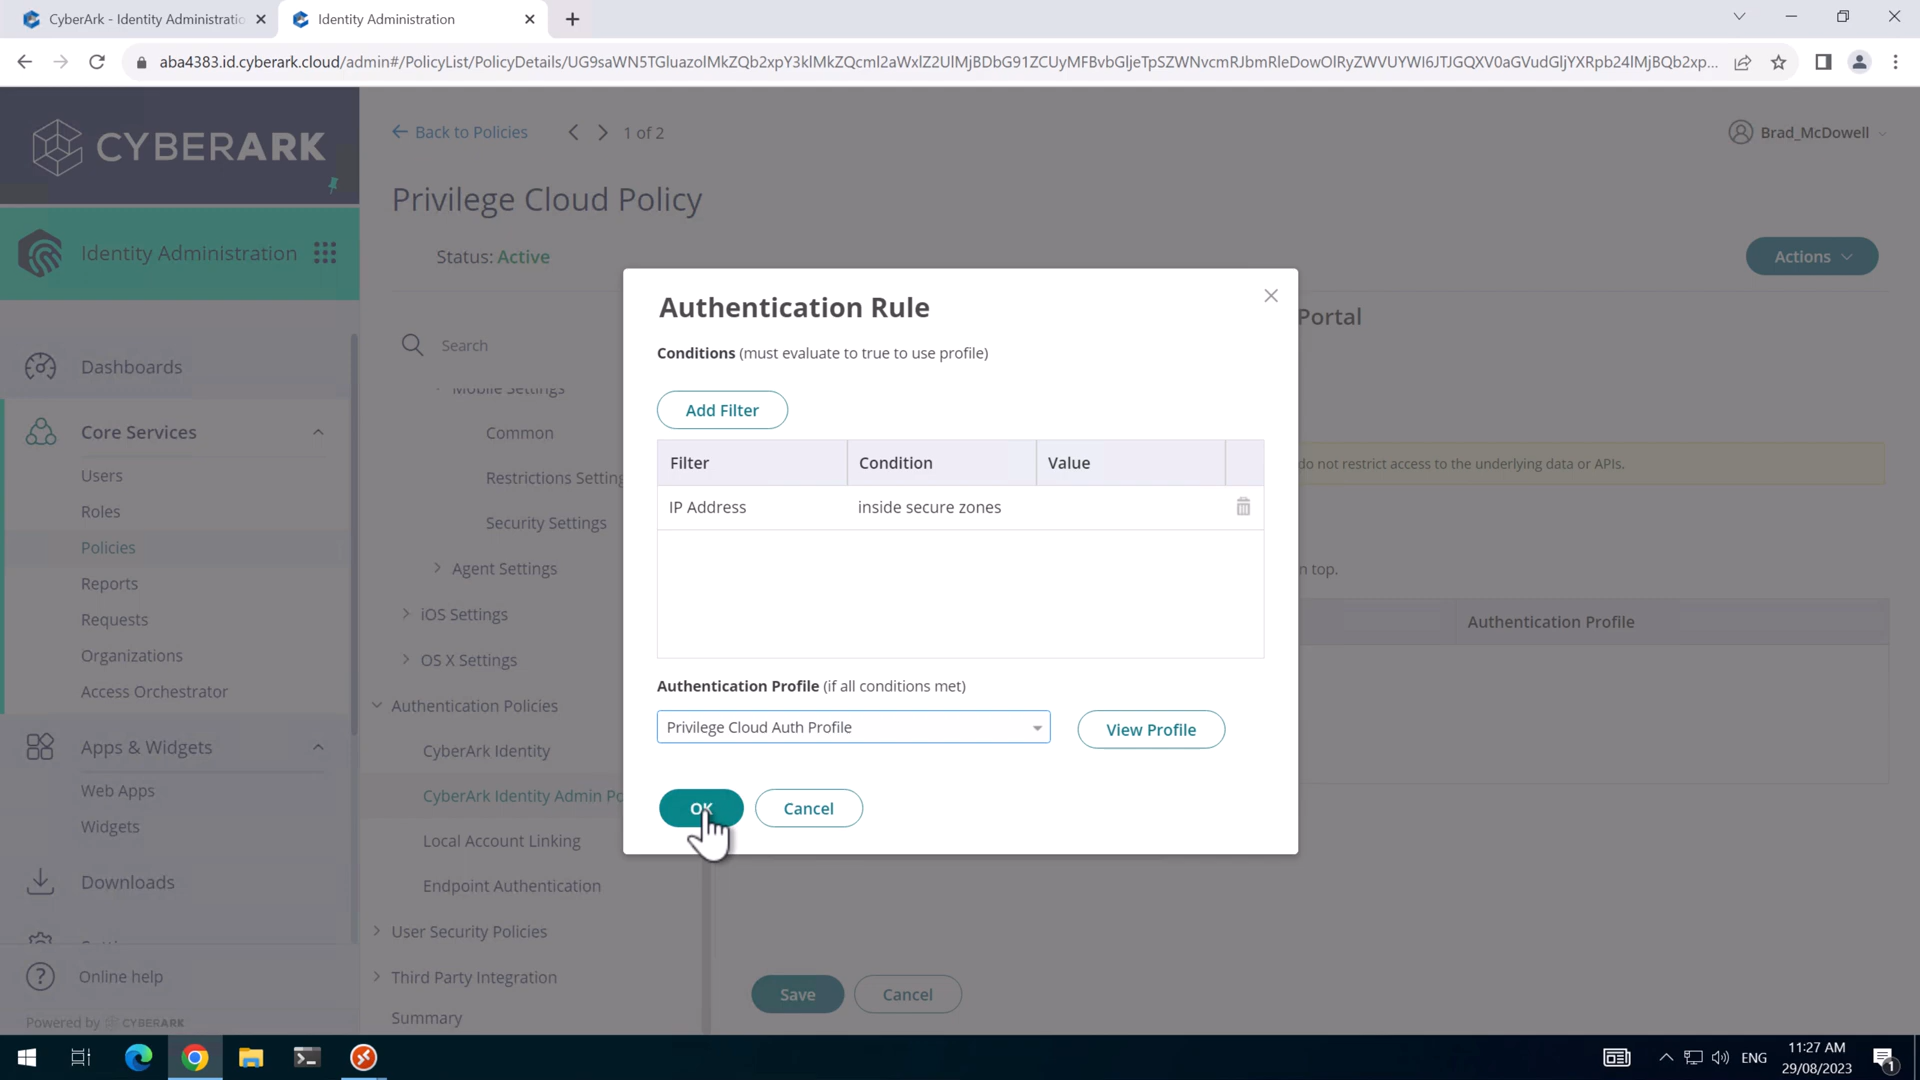 CyberArk - Identity Administratio
Identity Administration
aba4383.id.cyberark.cloud/admin#/PolicyList/PolicyDetails/
CYBERARK
Back to Policies
1 of 2
Brad_McDowell
Privilege Cloud Policy
Identity Administration
Status: Active
Actions
Authentication Rule
Portal
Search
Conditions (must evaluate to true to use profile)
Dashboards
Mobile Settings
Add Filter
Core Services
Common
Filter
Condition
Value
do not restrict access to the underlying data or APIs.
Users
Restrictions Setting
Roles
IP Address
inside secure zones
Security Settings
Policies
Agent Settings
n top.
Reports
iOS Settings
Requests
Authentication Profile
Organizations
OS X Settings
Access Orchestrator
Authentication Profile (if all conditions met)
Authentication Policies
Privilege Cloud Auth Profile
View Profile
Apps & Widgets
CyberArk Identity
Web Apps
CyberArk Identity Admin Po
OK
Cancel
Widgets
Local Account Linking
Downloads
Endpoint Authentication
User Security Policies
Online help
Third Party Integration
Save
Cancel
Summary
Powered by CYBERARK
ENG
11:27 AM
29/08/2023
1